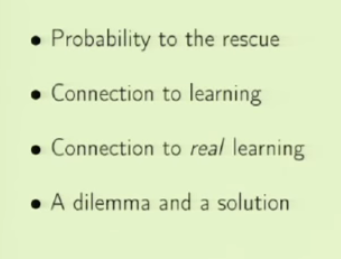 • Probability to the rescue
• Connection to learning
• Connection to real learning
• A dilemma and a solution